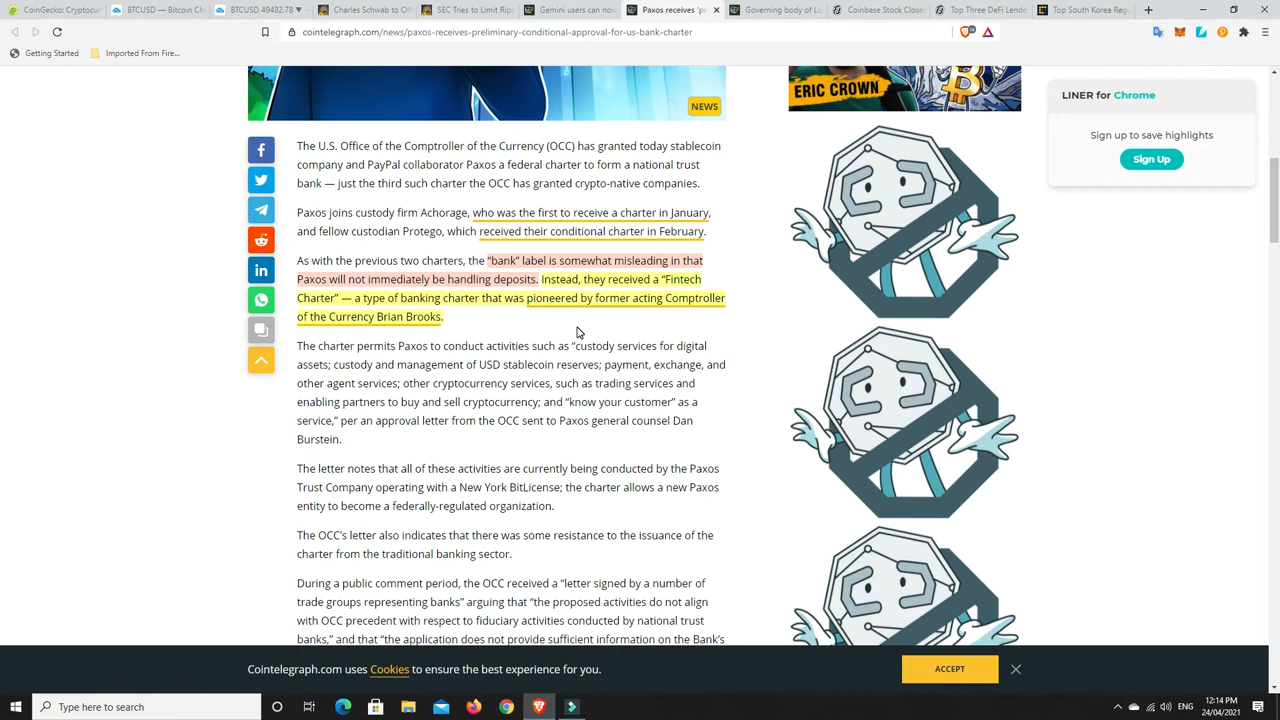 CoinGecko: Cryptocur
BTCUSD — Bitcoin Ch
BTCUSD 49482.78 ▼
Charles Schwab to Of
SEC Tries to Limit Ripp
Gemini users can now
Paxos receives 'pr
Governing body of Lo
Coinbase Stock Close
Top Three DeFi Lende
Top South Korea Regu
cointelegraph.com/news/paxos-receives-preliminary-conditional-approval-for-us-bank-charter
Getting Started
Imported From Fire...
NEWS
ERIC CROWN
LINER for Chrome
Sign up to save highlights
Sign Up
The U.S. Office of the Comptroller of the Currency (OCC) has granted today stablecoin
company and PayPal collaborator Paxos a federal charter to form a national trust
bank — just the third such charter the OCC has granted crypto-native companies.
Paxos joins custody firm Achorage, who was the first to receive a charter in January,
and fellow custodian Protego, which received their conditional charter in February.
As with the previous two charters, the “bank” label is somewhat misleading in that
Paxos will not immediately be handling deposits. Instead, they received a “Fintech
Charter” — a type of banking charter that was pioneered by former acting Comptroller
of the Currency Brian Brooks.
The charter permits Paxos to conduct activities such as “custody services for digital
assets; custody and management of USD stablecoin reserves; payment, exchange, and
other agent services; other cryptocurrency services, such as trading services and
enabling partners to buy and sell cryptocurrency; and “know your customer” as a
service,” per an approval letter from the OCC sent to Paxos general counsel Dan
Burstein.
The letter notes that all of these activities are currently being conducted by the Paxos
Trust Company operating with a New York BitLicense; the charter allows a new Paxos
entity to become a federally-regulated organization.
The OCC’s letter also indicates that there was some resistance to the issuance of the
charter from the traditional banking sector.
During a public comment period, the OCC received a “letter signed by a number of
trade groups representing banks” arguing that “the proposed activities do not align
with OCC precedent with respect to fiduciary activities conducted by national trust
banks,” and that “the application does not provide sufficient information on the Bank’s
Cointelegraph.com uses Cookies to ensure the best experience for you.
ACCEPT
Type here to search
ENG
12:14 PM
24/04/2021